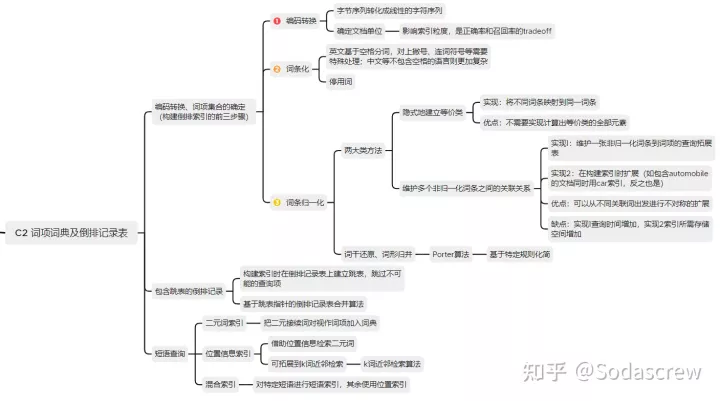 C2 词项词典及倒排记录表
编码转换、词项集合的确定
（构建倒排索引的前三步骤）
1 编码转换
字节序列转化成线性的字符序列
确定文档单位
影响索引粒度，是正确率和召回率的tradeoff
2 词条化
英文基于空格分词，对上撇号、连词符号等需要
特殊处理；中文等不包含空格的语言则更加复杂
停用词
3 词条归一化
两大类方法
隐式地建立等价类
实现：将不同词条映射到同一词条
优点：不需要实现计算出等价类的全部元素
维护多个非归一化词条之间的关联关系
实现1：维护一张非归一化词条到词项的查询拓展
表
实现2：在构建索引时扩展（如包含automobile
的文档同时用car索引，反之也是）
优点：可以从不同关联词出发进行不对称的扩展
缺点：实现1查询时间增加，实现2索引所需存储
空间增加
词干还原、词形归并
Porter算法
基于特定规则化简
包含跳表的倒排记录
构建索引时在倒排记录表上建立跳表，跳过不可
能的查询项
基于跳表指针的倒排记录表合并算法
短语查询
二元词索引
把二元接续词对视作词项加入词典
位置信息索引
借助位置信息检索二元词
可拓展到k词近邻检索
k词近邻检索算法
混合索引
对特定短语进行短语索引，其余使用位置索引
知乎 @Sodascrew